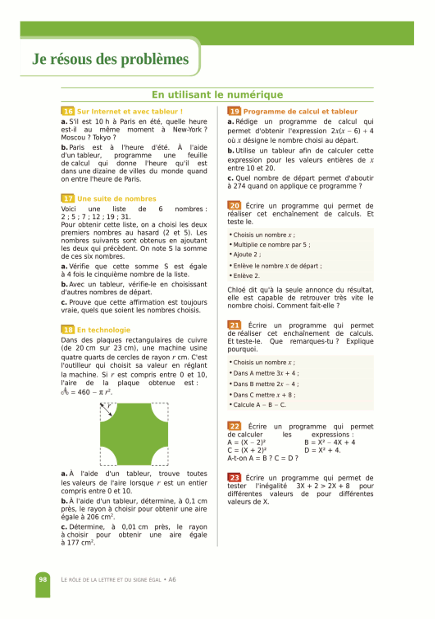 Je résous des problèmes
En utilisant le numérique
16 Sur Internet et avec tableur !
a. S'il est 10 h à Paris en été, quelle heure
est-il au même moment à New-York ?
Moscou ? Tokyo ?
b. Paris est à l'heure d'été. À l'aide
d'un tableur, programme une feuille
de calcul qui donne l'heure qu'il est
dans une dizaine de villes du monde quand
on entre l'heure de Paris.
17 Une suite de nombres
Voici une liste de 6 nombres :
2 ; 5 ; 7 ; 12 ; 19 ; 31.
Pour obtenir cette liste, on a choisi les deux
premiers nombres au hasard (2 et 5). Les
nombres suivants sont obtenus en ajoutant
les deux qui précèdent. On note S la somme
de ces six nombres.
a. Vérifie que cette somme S est égale
à 4 fois le cinquième nombre de la liste.
b. Avec un tableur, vérifie-le en choisissant
d'autres nombres de départ.
c. Prouve que cette affirmation est toujours
vraie, quels que soient les nombres choisis.
18 En technologie
Dans des plaques rectangulaires de cuivre
(de 20 cm sur 23 cm), une machine usine
quatre quarts de cercles de rayon r cm. C'est
l'outilleur qui choisit sa valeur en réglant
la machine. Si r est compris entre 0 et 10,
l'aire de la plaque obtenue est :
𝒜 = 460 − π r².
r
a. À l'aide d'un tableur, trouve toutes
les valeurs de l'aire lorsque r est un entier
compris entre 0 et 10.
b. À l'aide d'un tableur, détermine, à 0,1 cm
près, le rayon à choisir pour obtenir une aire
égale à 206 cm².
c. Détermine, à 0,01 cm près, le rayon
à choisir pour obtenir une aire égale
à 177 cm².
19 Programme de calcul et tableur
a. Rédige un programme de calcul qui
permet d'obtenir l'expression 2x(x − 6) + 4
où x désigne le nombre choisi au départ.
b. Utilise un tableur afin de calculer cette
expression pour les valeurs entières de x
entre 10 et 20.
c. Quel nombre de départ permet d'aboutir
à 274 quand on applique ce programme ?
20 Écrire un programme qui permet de
réaliser cet enchaînement de calculs. Et
teste le.
• Choisis un nombre x ;
• Multiplie ce nombre par 5 ;
• Ajoute 2 ;
• Enlève le nombre x de départ ;
• Enlève 2.
Chloé dit qu'à la seule annonce du résultat,
elle est capable de retrouver très vite le
nombre choisi. Comment fait-elle ?
21 Écrire un programme qui permet
de réaliser cet enchaînement de calculs.
Et teste-le. Que remarques-tu ? Explique
pourquoi.
• Choisis un nombre x ;
• Dans A mettre 3x + 4 ;
• Dans B mettre 2x − 4 ;
• Dans C mettre x + 8 ;
• Calcule A − B − C.
22 Écrire un programme qui permet
de calculer les expressions :
A = (X − 2)² B = X² − 4X + 4
C = (X + 2)² D = X² + 4.
A-t-on A = B ? C = D ?
23 Écrire un programme qui permet de
tester l'inégalité 3X + 2 > 2X + 8 pour
différentes valeurs de pour différentes
valeurs de X.
98 LE RÔLE DE LA LETTRE ET DU SIGNE ÉGAL • A6